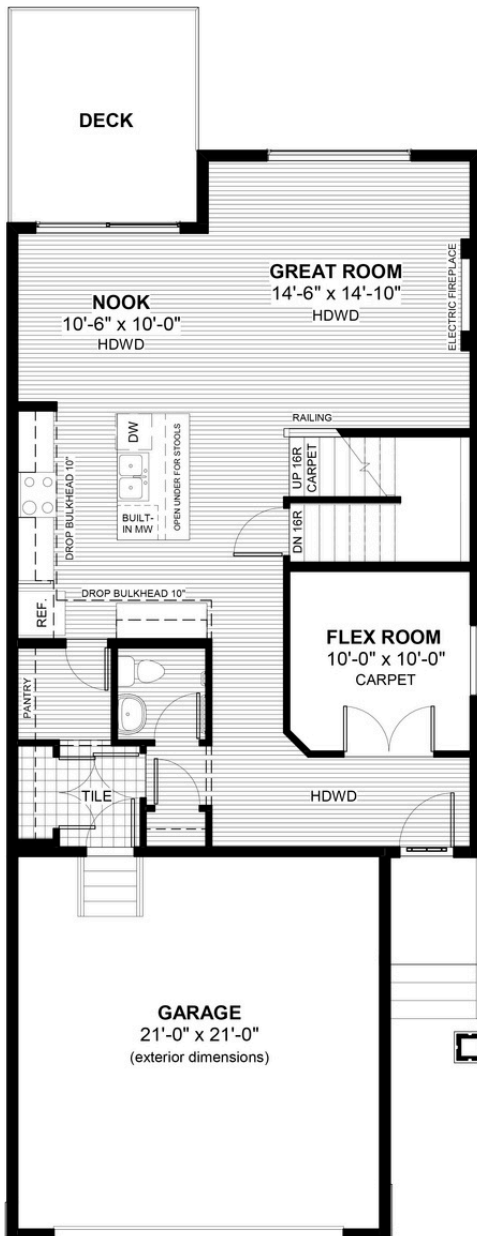 DECK
GREAT ROOM
14'-6" x 14'-10"
HDWD
ELECTRIC FIREPLACE
NOOK
10'-6" x 10'-0"
HDWD
RAILING
DW
OPEN UNDER FOR STOOLS
BUILT-
IN MW
UP 16R
CARPET
DN 16R
DROP BULKHEAD 10"
DROP BULKHEAD 10"
REF.
FLEX ROOM
10'-0" x 10'-0"
CARPET
PANTRY
TILE
HDWD
GARAGE
21'-0" x 21'-0"
(exterior dimensions)